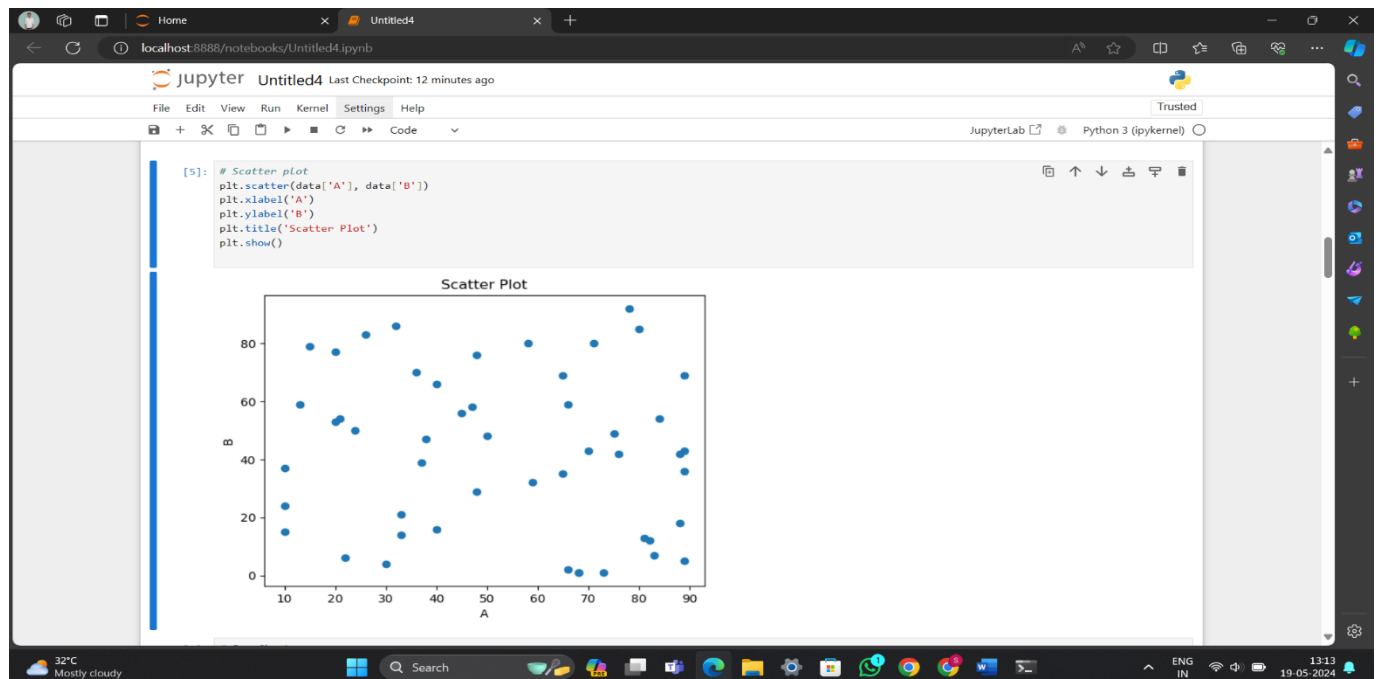 Home
Untitled4
localhost:8888/notebooks/Untitled4.ipynb
jupyter Untitled4 Last Checkpoint: 12 minutes ago
File Edit View Run Kernel Settings Help
Trusted
Code
JupyterLab
Python 3 (ipykernel)
[5]: # Scatter plot
plt.scatter(data['A'], data['B'])
plt.xlabel('A')
plt.ylabel('B')
plt.title('Scatter Plot')
plt.show()
Scatter Plot
80
60
B
40
20
0
10 20 30 40 50 60 70 80 90
A
32°C
Mostly cloudy
Search
ENG
IN
13:13
19-05-2024